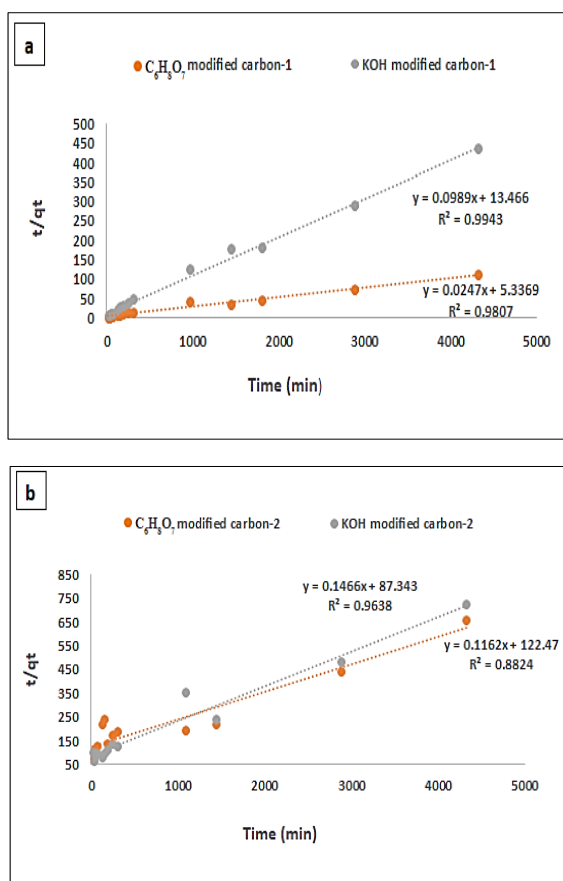 a
C₆H₈O₇ modified carbon-1 KOH modified carbon-1
500
450
400
350
300
250
200
150
100
50
0
t/qt
y = 0.0989x + 13.466
R² = 0.9943
y = 0.0247x + 5.3369
R² = 0.9807
0 1000 2000 3000 4000 5000
Time (min)
b
C₆H₈O₇ modified carbon-2 KOH modified carbon-2
850
750
650
550
450
350
250
150
50
t/qt
y = 0.1466x + 87.343
R² = 0.9638
y = 0.1162x + 122.47
R² = 0.8824
0 1000 2000 3000 4000 5000
Time (min)